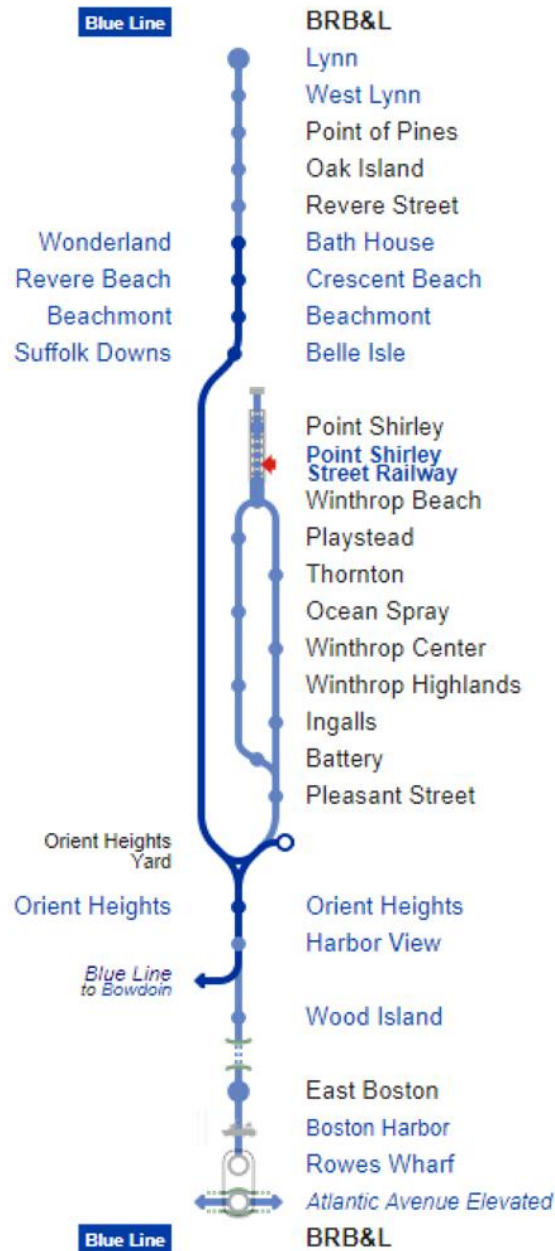 Blue Line BRB&L
Lynn
West Lynn
Point of Pines
Oak Island
Revere Street
Wonderland Bath House
Revere Beach Crescent Beach
Beachmont Beachmont
Suffolk Downs Belle Isle
Point Shirley
Point Shirley
Street Railway
Winthrop Beach
Playstead
Thornton
Ocean Spray
Winthrop Center
Winthrop Highlands
Ingalls
Battery
Pleasant Street
Orient Heights
Yard
Orient Heights Orient Heights
Harbor View
Blue Line
to Bowdoin
Wood Island
East Boston
Boston Harbor
Rowes Wharf
Atlantic Avenue Elevated
Blue Line BRB&L